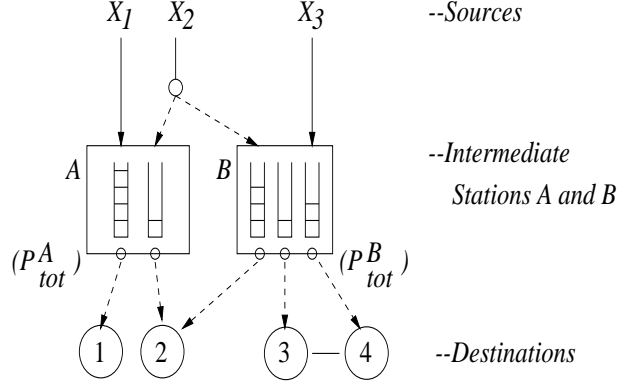 X1 X2 X3 --Sources
A B --Intermediate
Stations A and B
(P^A_tot) (P^B_tot)
1 2 3 4 --Destinations